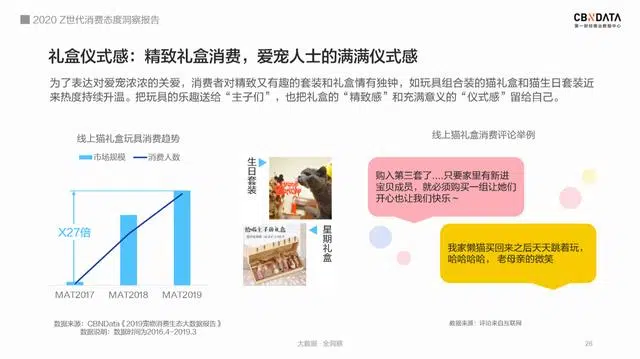 2020 Z世代消费态度洞察报告
CBNDATA
第一财经商业数据中心
礼盒仪式感：精致礼盒消费，爱宠人士的满满仪式感
为了表达对爱宠浓浓的关爱，消费者对精致又有趣的套装和礼盒情有独钟，如玩具组合装的猫礼盒和猫生日套装近
来热度持续升温。把玩具的乐趣送给“主子们”，也把礼盒的“精致感”和充满意义的“仪式感”留给自己。
线上猫礼盒玩具消费趋势
市场规模 消费人数
X27倍
MAT2017 MAT2018 MAT2019
数据来源：CBNData《2019宠物消费生态大数据报告》
数据说明：数据时间为2016.4-2019.3
生日套装
星期礼盒
给猫主子的礼盒
线上猫礼盒消费评论举例
购入第三套了....只要家里有新进
宝贝成员，就必须购买一组让她们
开心也让我们快乐～
我家懒猫买回来之后天天跳着玩，
哈哈哈哈， 老母亲的微笑
数据来源：评论来自互联网
大数据·全洞察
26